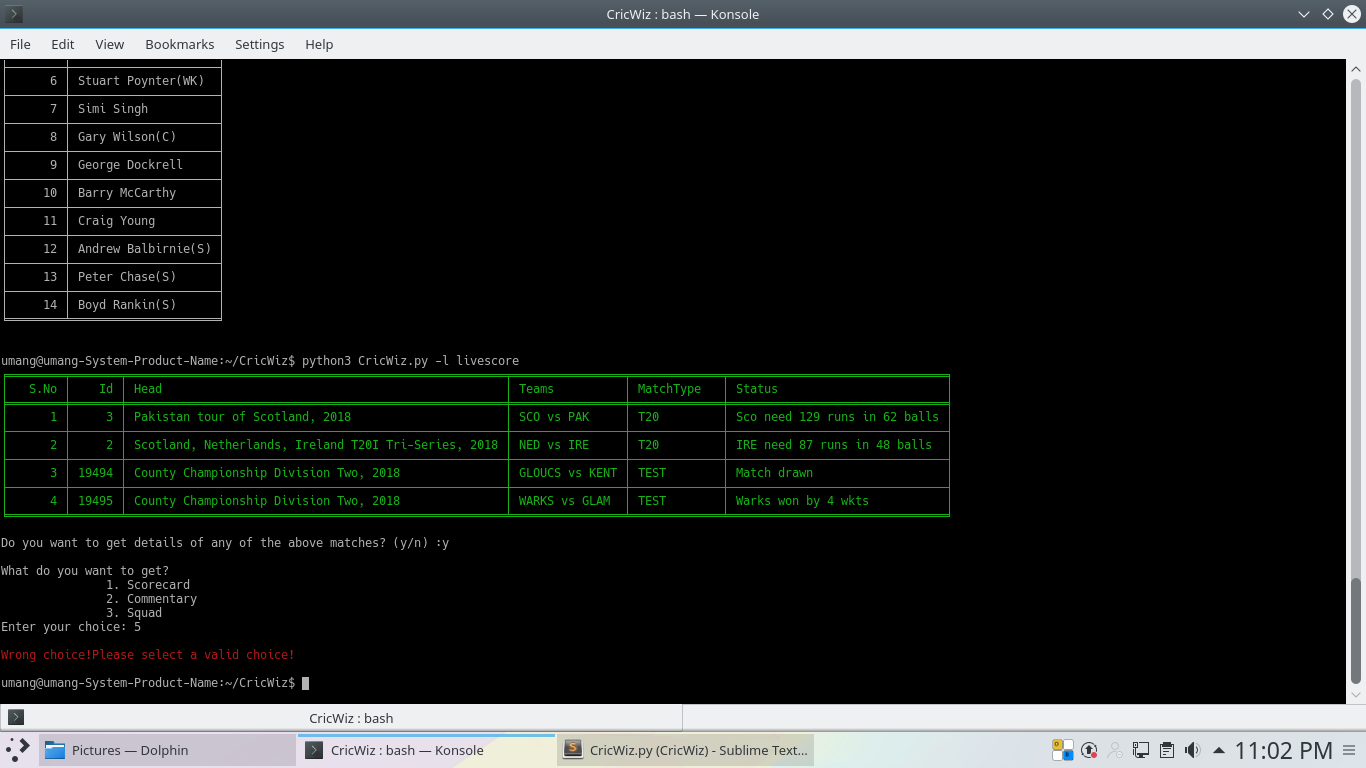 CricWiz : bash — Konsole
File Edit View Bookmarks Settings Help
6 Stuart Poynter(WK)
7 Simi Singh
8 Gary Wilson(C)
9 George Dockrell
10 Barry McCarthy
11 Craig Young
12 Andrew Balbirnie(S)
13 Peter Chase(S)
14 Boyd Rankin(S)
umang@umang-System-Product-Name:~/CricWiz$ python3 CricWiz.py -l livescore
S.No Id Head Teams MatchType Status
1 3 Pakistan tour of Scotland, 2018 SCO vs PAK T20 Sco need 129 runs in 62 balls
2 2 Scotland, Netherlands, Ireland T20I Tri-Series, 2018 NED vs IRE T20 IRE need 87 runs in 48 balls
3 19494 County Championship Division Two, 2018 GLOUCS vs KENT TEST Match drawn
4 19495 County Championship Division Two, 2018 WARKS vs GLAM TEST Warks won by 4 wkts
Do you want to get details of any of the above matches? (y/n) :y
What do you want to get?
1. Scorecard
2. Commentary
3. Squad
Enter your choice: 5
Wrong choice!Please select a valid choice!
umang@umang-System-Product-Name:~/CricWiz$
CricWiz : bash
Pictures — Dolphin CricWiz : bash — Konsole CricWiz.py (CricWiz) - Sublime Text... 11:02 PM